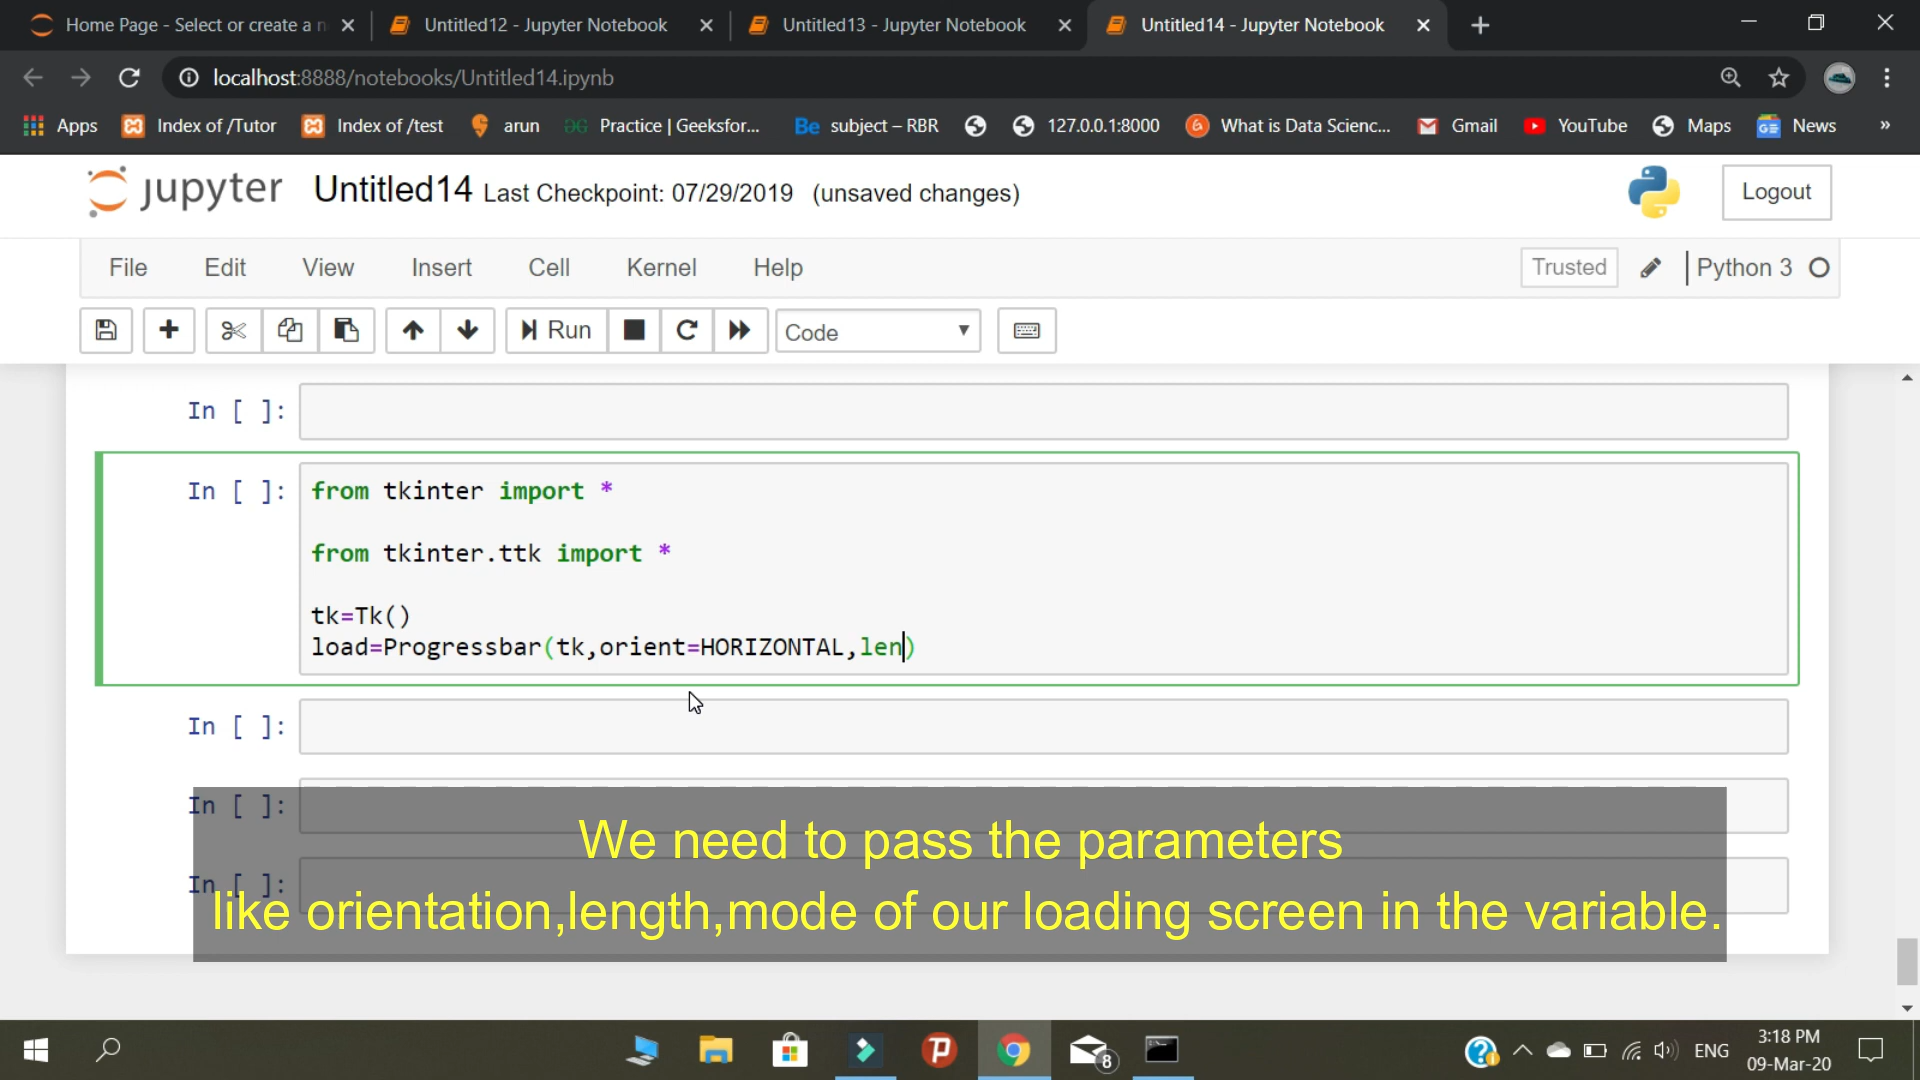 Home Page - Select or create a n
Untitled12 - Jupyter Notebook
Untitled13 - Jupyter Notebook
Untitled14 - Jupyter Notebook
localhost:8888/notebooks/Untitled14.ipynb
Apps
Index of /Tutor
Index of /test
arun
Practice | Geeksfor...
Be subject – RBR
127.0.0.1:8000
What is Data Scienc...
Gmail
YouTube
Maps
News
»
jupyter Untitled14 Last Checkpoint: 07/29/2019 (unsaved changes)
Logout
File Edit View Insert Cell Kernel Help
Trusted
Python 3
Run
Code
In [ ]:
In [ ]: from tkinter import *
from tkinter.ttk import *
tk=Tk()
load=Progressbar(tk,orient=HORIZONTAL,len)
In [ ]:
In [ ]:
We need to pass the parameters
In [ ]:
like orientation,length,mode of our loading screen in the variable.
8
ENG
3:18 PM
09-Mar-20